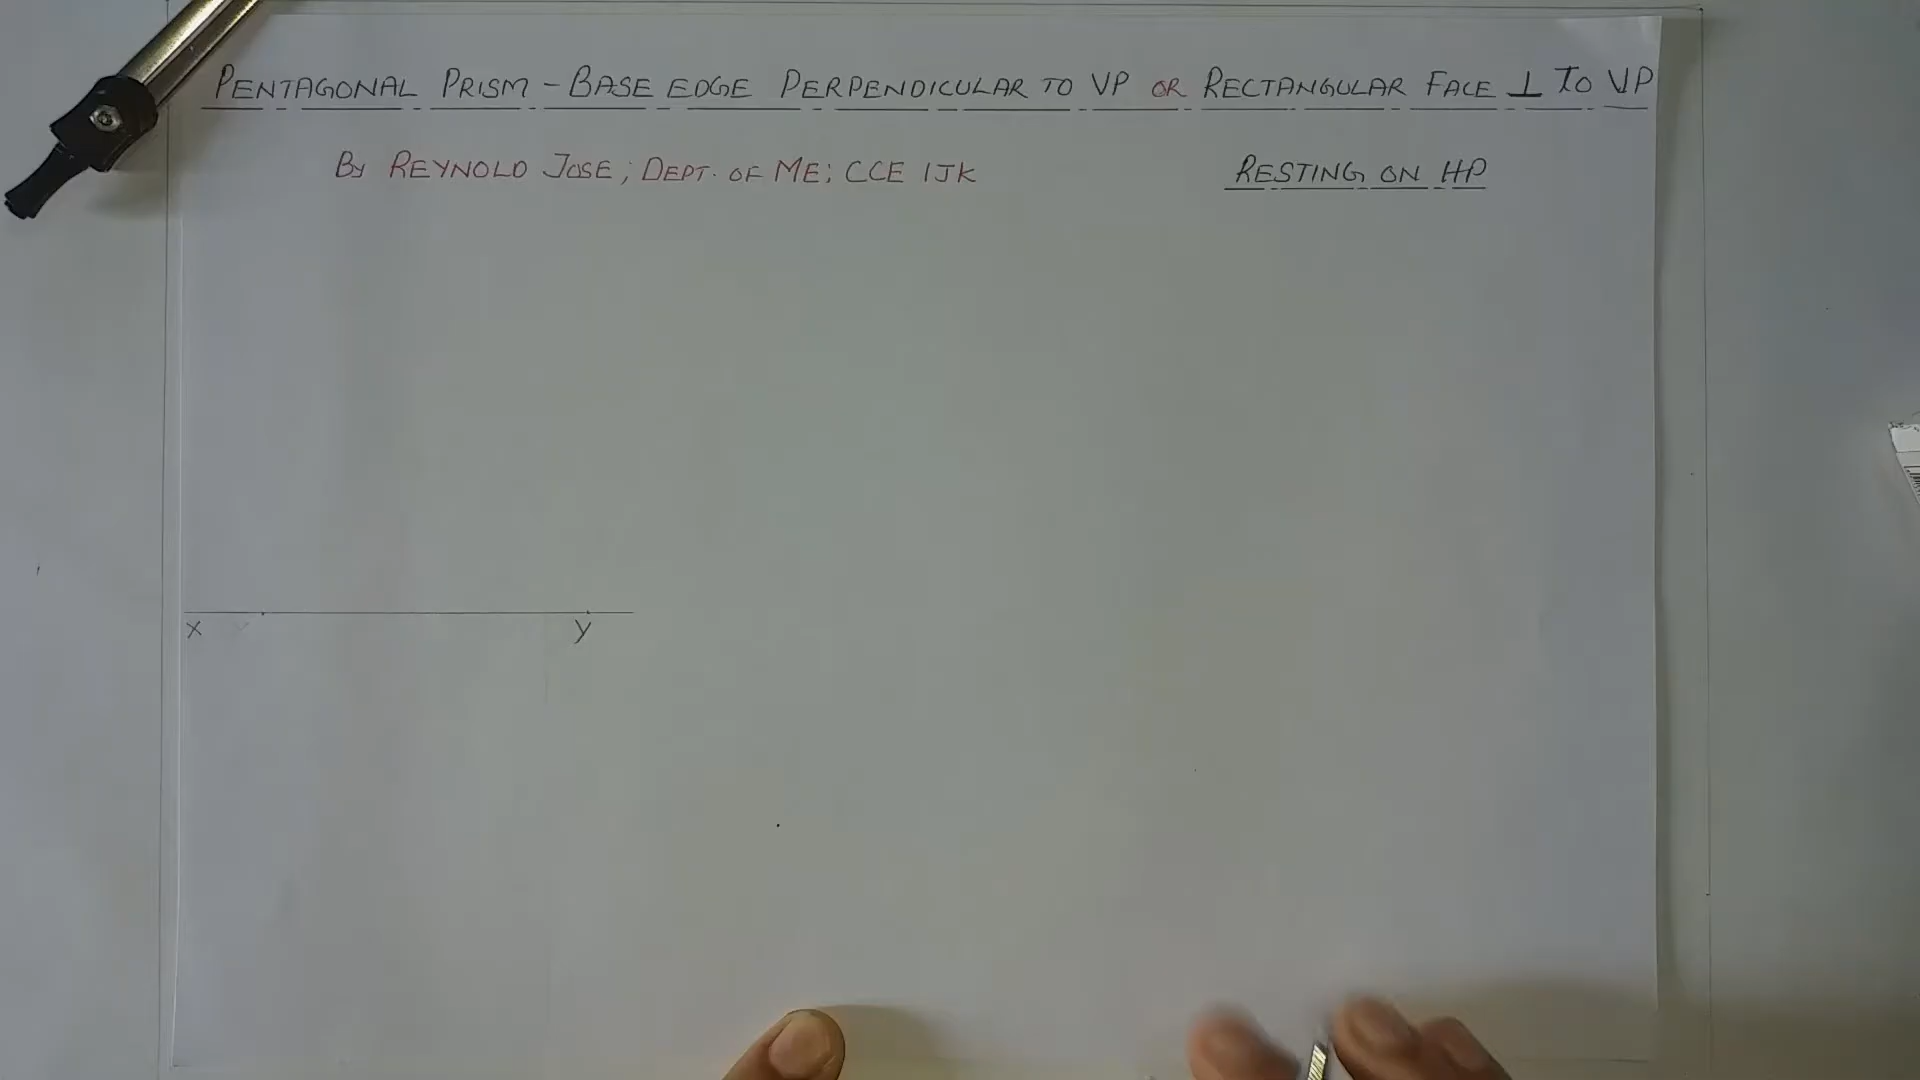 PENTAGONAL PRISM - BASE EDGE PERPENDICULAR TO VP OR RECTANGULAR FACE ⊥ TO VP
By REYNOLD JOSE; DEPT. OF ME; CCE IJK
RESTING ON HP
X
Y